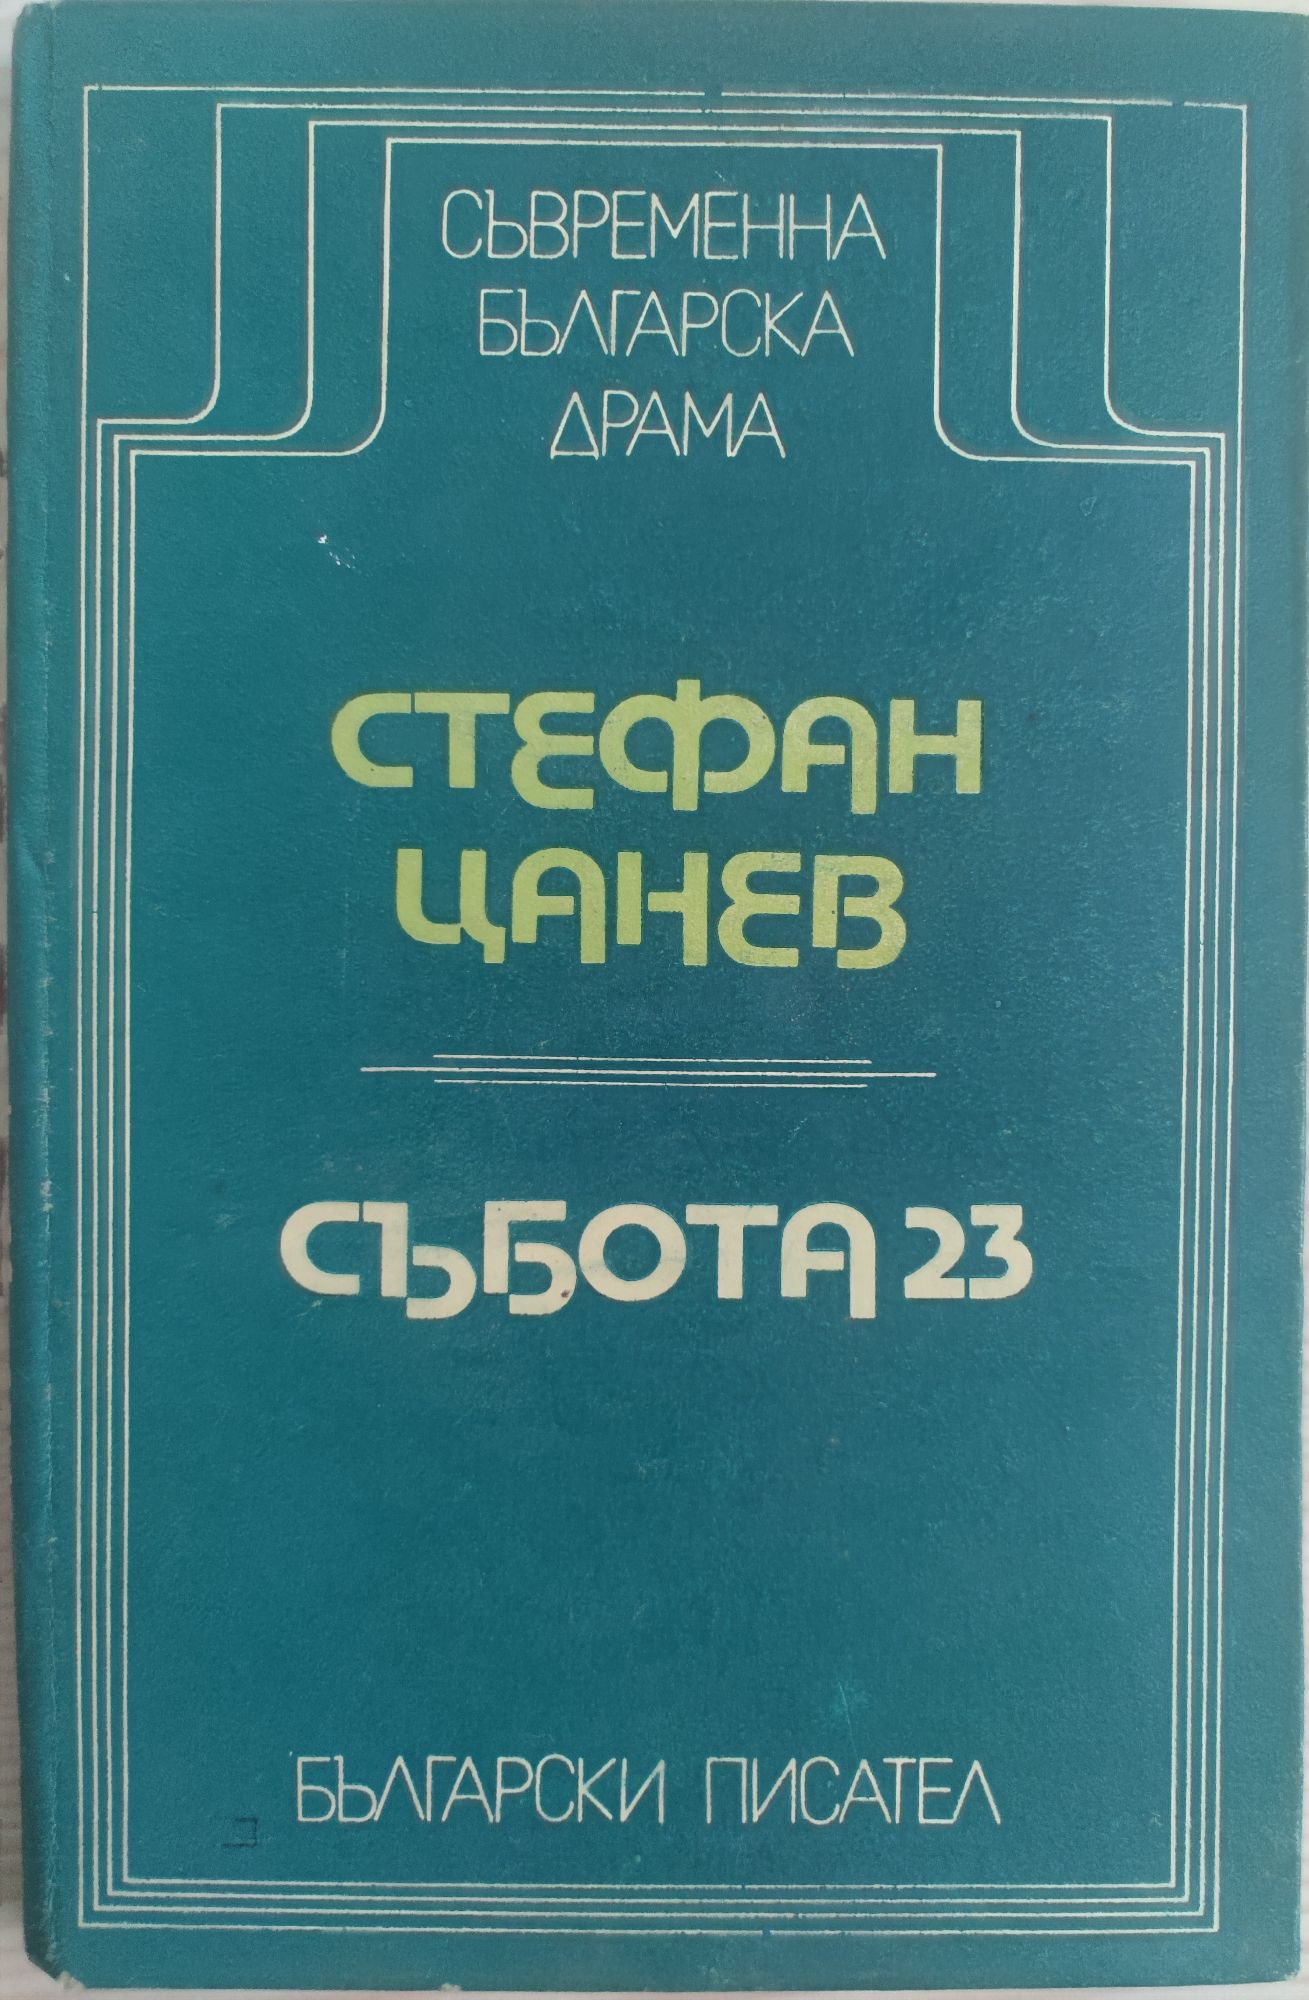 СЪВРЕМЕННА
БЪЛГАРСКА
ДРАМА
СТЕФАН
ЦАНЕВ
СЪБОТА 23
БЪЛГАРСКИ ПИСАТЕЛ